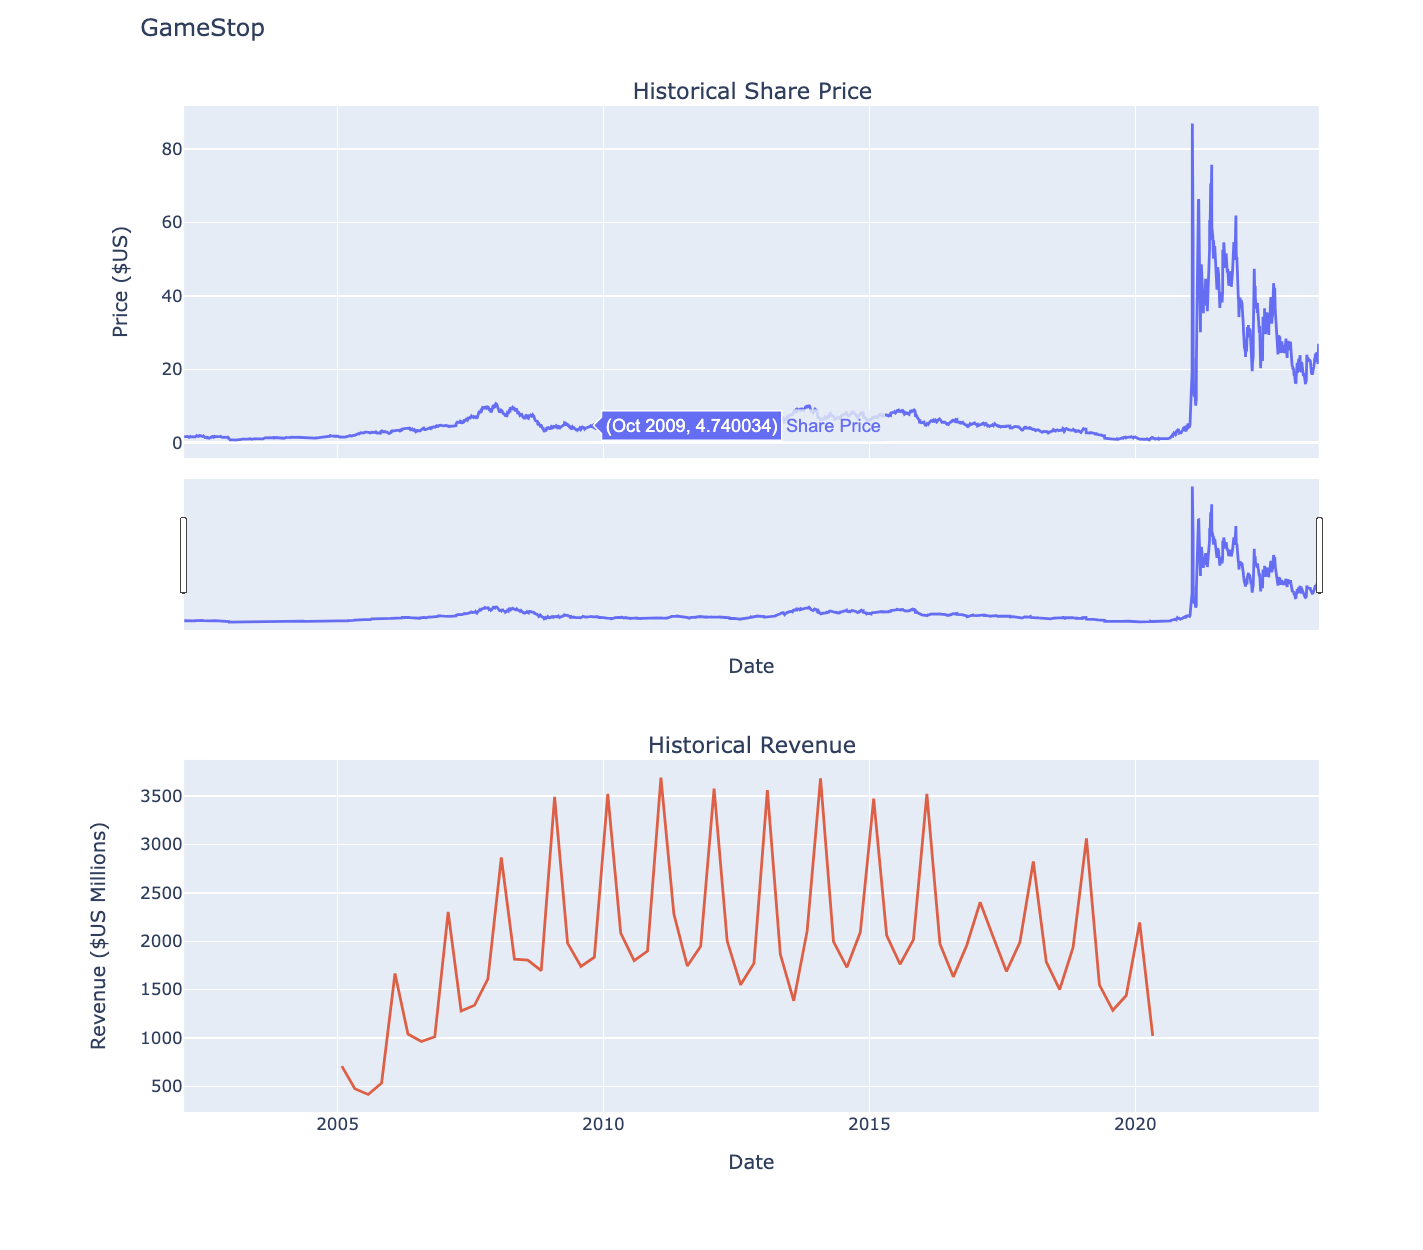 GameStop
Historical Share Price
Price ($US)
80
60
40
20
0
(Oct 2009, 4.740034) Share Price
Date
Historical Revenue
Revenue ($US Millions)
3500
3000
2500
2000
1500
1000
500
2005 2010 2015 2020
Date